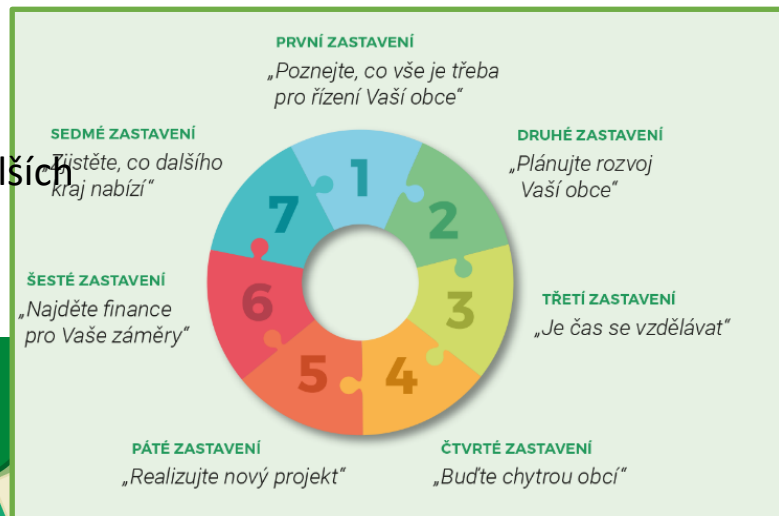 PRVNÍ ZASTAVENÍ
„Poznejte, co vše je třeba
pro řízení Vaší obce“
SEDMÉ ZASTAVENÍ
„Zjistěte, co dalšího
kraj nabízí“
lších
DRUHÉ ZASTAVENÍ
„Plánujte rozvoj
Vaší obce“
1
2
3
4
5
6
7
ŠESTÉ ZASTAVENÍ
„Najděte finance
pro Vaše záměry“
TŘETÍ ZASTAVENÍ
„Je čas se vzdělávat“
PÁTÉ ZASTAVENÍ
„Realizujte nový projekt“
ČTVRTÉ ZASTAVENÍ
„Buďte chytrou obcí“